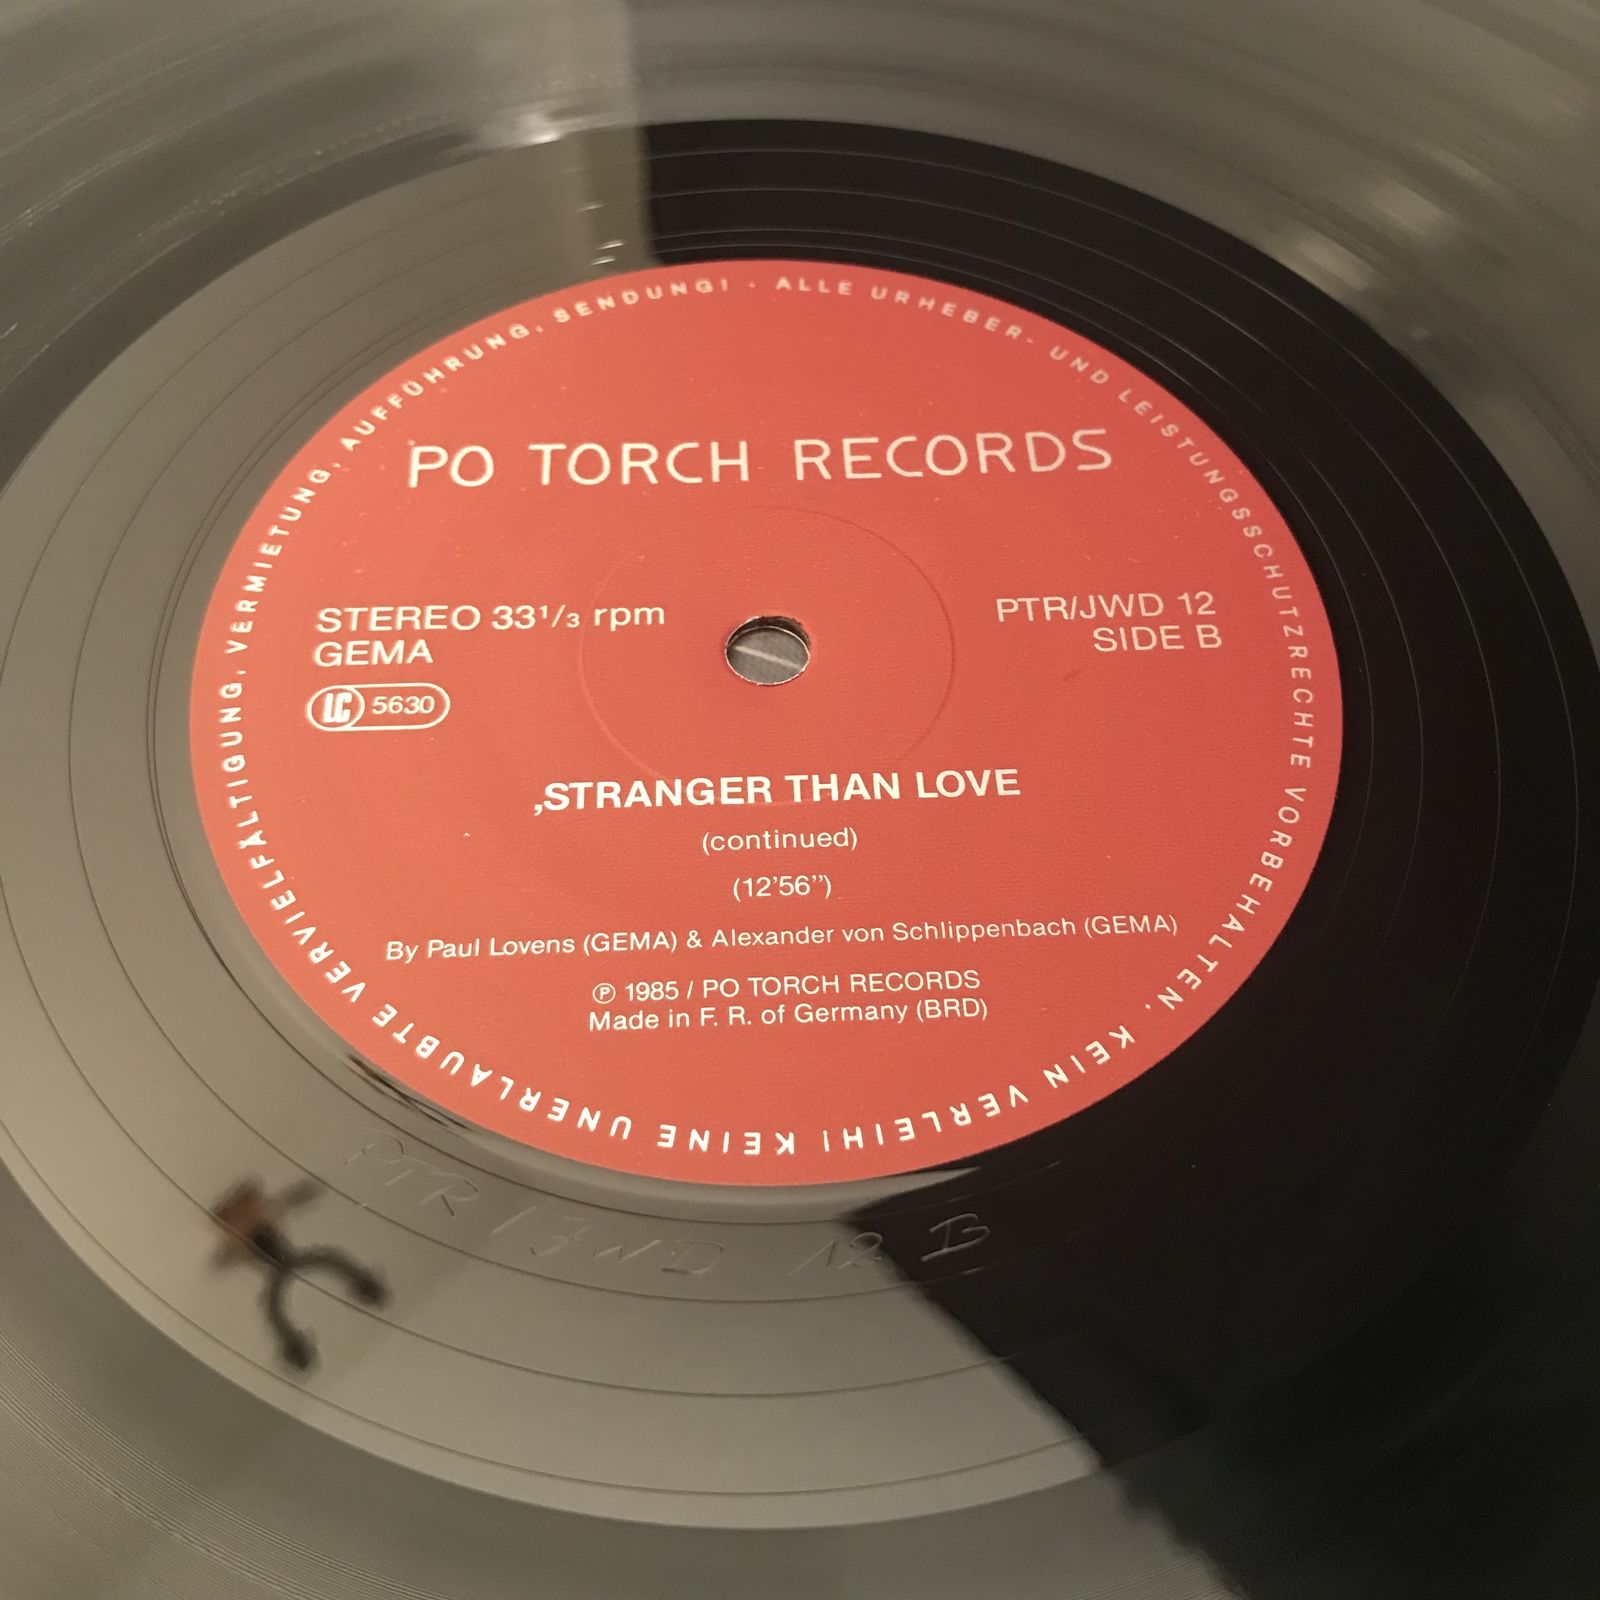 ALLE URHEBER- UND LEISTUNGSSCHUTZRECHTE VORBEHALTEN. KEIN VERLEIH! KEINE UNERLAUBTE VERVIELFÄLTIGUNG, VERMIETUNG, AUFFÜHRUNG, SENDUNG! ·
PO TORCH RECORDS
STEREO 33 1/3 rpm
GEMA
LC 5630
PTR/JWD 12
SIDE B
‚STRANGER THAN LOVE
(continued)
(12'56”)
By Paul Lovens (GEMA) & Alexander von Schlippenbach (GEMA)
℗ 1985 / PO TORCH RECORDS
Made in F. R. of Germany (BRD)
PTR/JWD 12 B